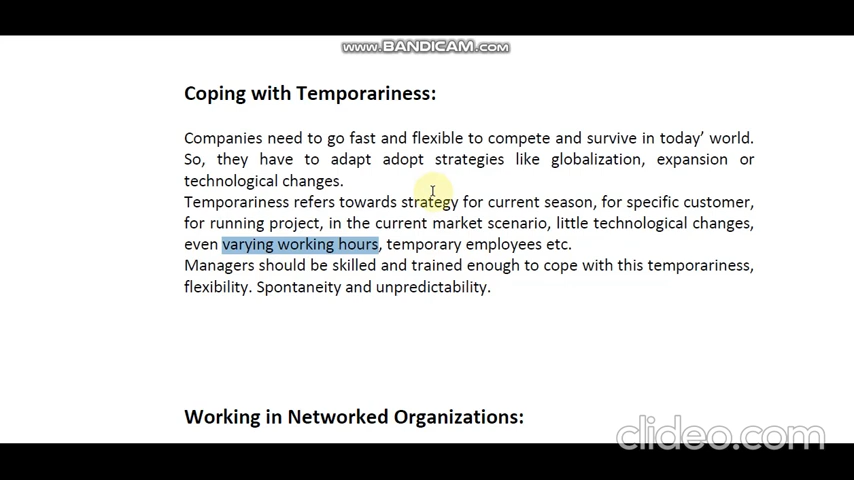 www.BANDICAM.com
Coping with Temporariness:
Companies need to go fast and flexible to compete and survive in today’ world.
So, they have to adapt adopt strategies like globalization, expansion or
technological changes.
Temporariness refers towards strategy for current season, for specific customer,
for running project, in the current market scenario, little technological changes,
even varying working hours, temporary employees etc.
Managers should be skilled and trained enough to cope with this temporariness,
flexibility. Spontaneity and unpredictability.
Working in Networked Organizations:
clideo.com